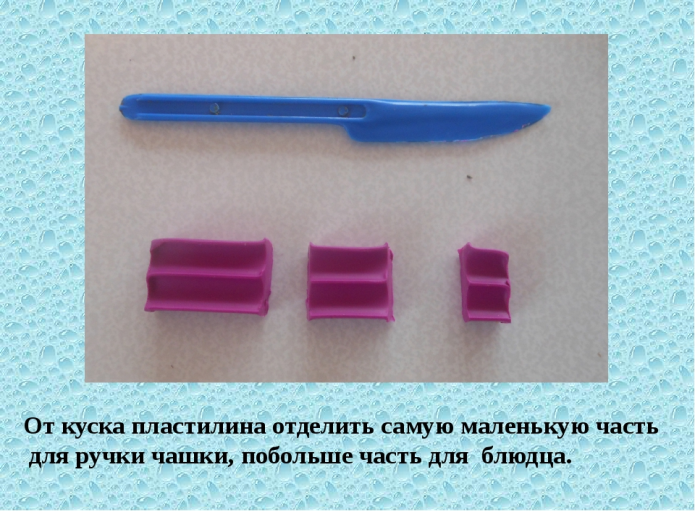 От куска пластилина отделить самую маленькую часть
для ручки чашки, побольше часть для блюдца.